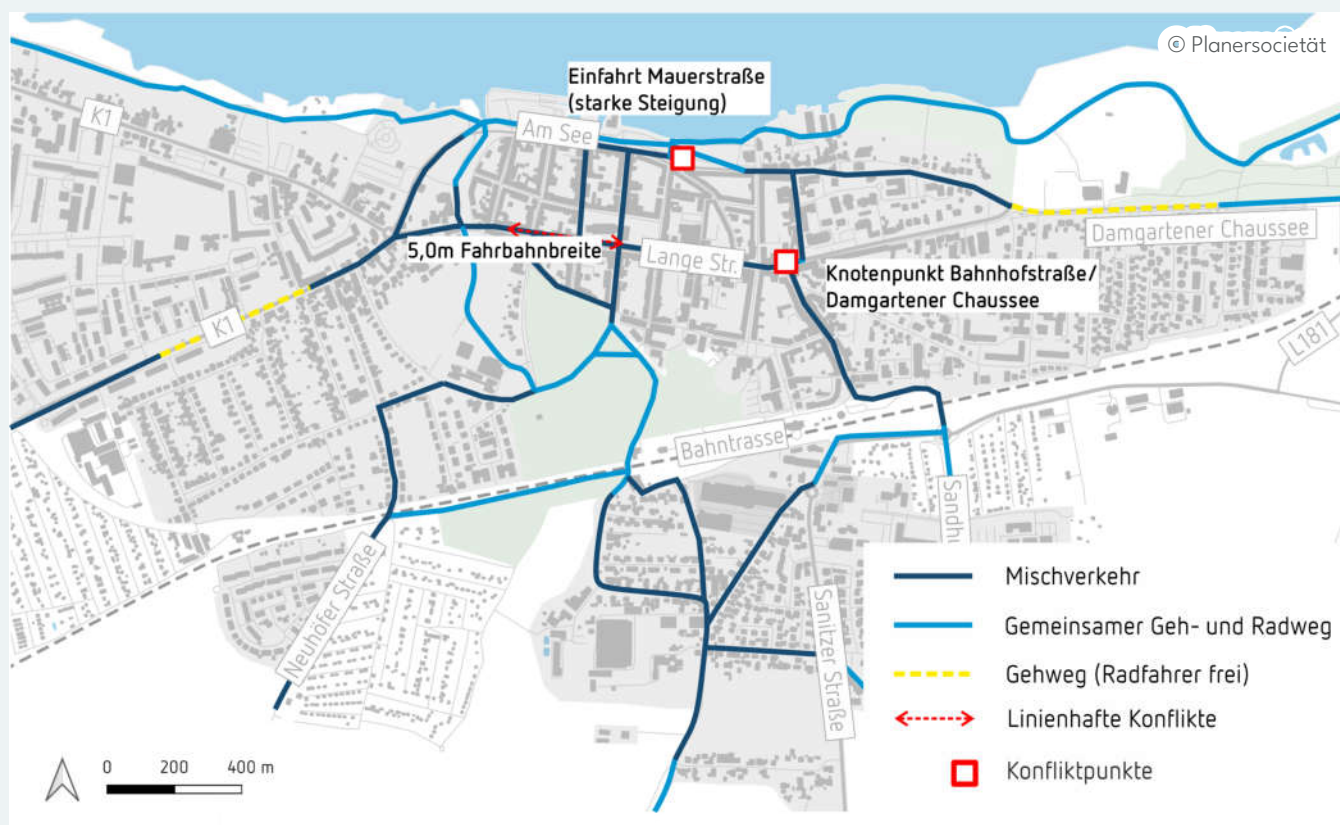 © Planersocietät
Einfahrt Mauerstraße
(starke Steigung)
K1
Am See
5,0m Fahrbahnbreite
Lange Str.
Damgartener Chaussee
Knotenpunkt Bahnhofstraße/
Damgartener Chaussee
K1
L181
Bahntrasse
Sandhu
Neuhöfer Straße
Sanitzer Straße
Mischverkehr
Gemeinsamer Geh- und Radweg
Gehweg (Radfahrer frei)
Linienhafte Konflikte
Konfliktpunkte
0 200 400 m